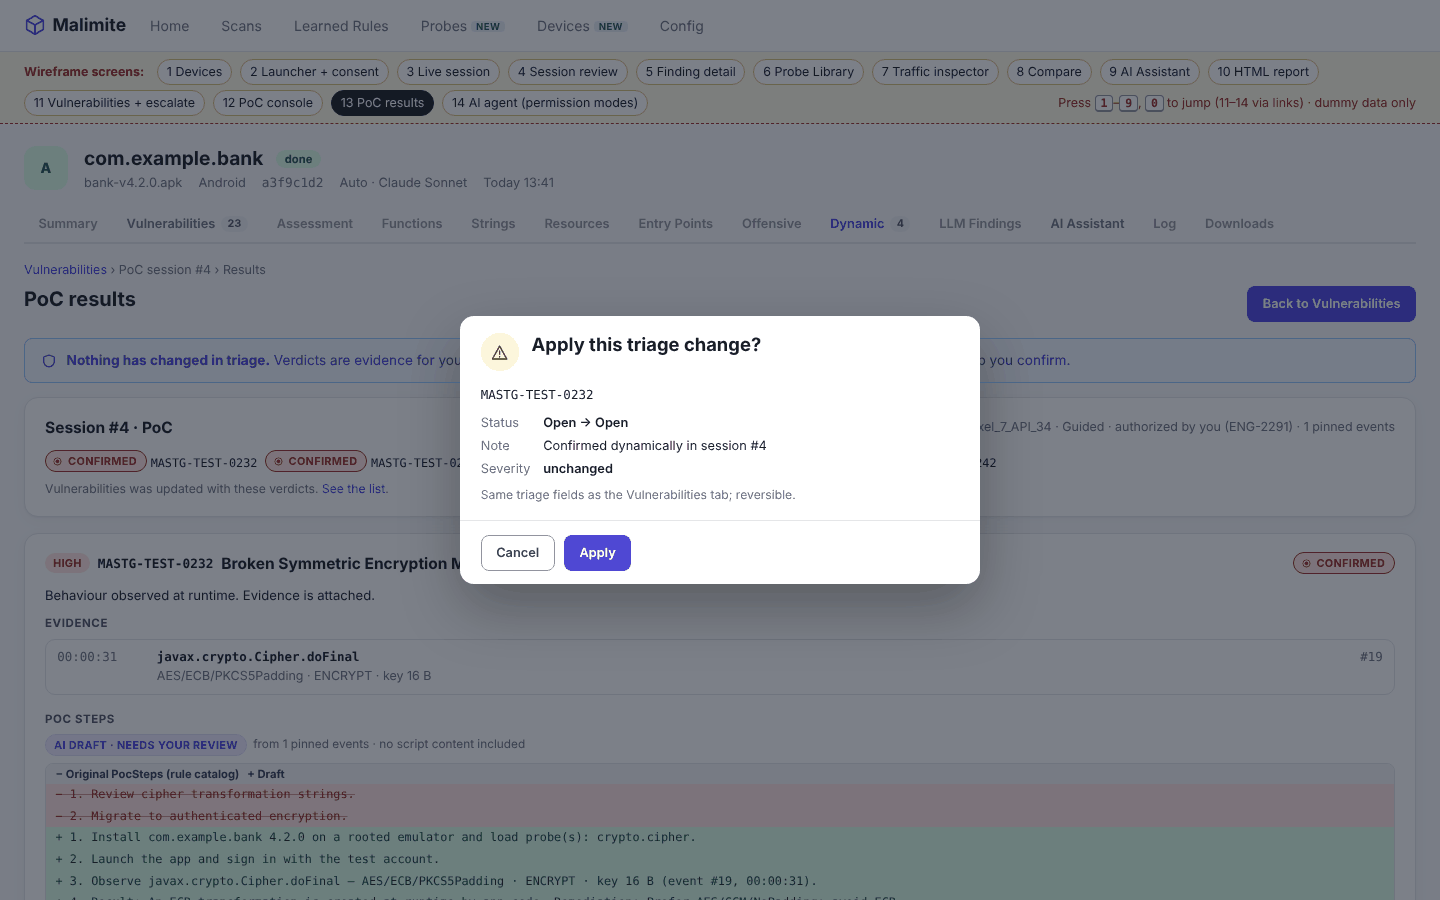 Malimite Home Scans Learned Rules Probes NEW Devices NEW Config
Wireframe screens: 1 Devices 2 Launcher + consent 3 Live session 4 Session review 5 Finding detail 6 Probe Library 7 Traffic inspector 8 Compare 9 AI Assistant 10 HTML report
11 Vulnerabilities + escalate 12 PoC console 13 PoC results 14 AI agent (permission modes) Press 1–9, 0 to jump (11–14 via links) · dummy data only
A
com.example.bank done
bank-v4.2.0.apk Android a3f9c1d2 Auto · Claude Sonnet Today 13:41
Summary Vulnerabilities 23 Assessment Functions Strings Resources Entry Points Offensive Dynamic 4 LLM Findings AI Assistant Log Downloads
Vulnerabilities › PoC session #4 › Results
PoC results
Back to Vulnerabilities
Nothing has changed in triage. Verdicts are evidence for you you confirm.
Session #4 · PoC
xel_7_API_34 · Guided · authorized by you (ENG-2291) · 1 pinned events
CONFIRMED MASTG-TEST-0232 CONFIRMED MASTG-TEST-02 242
Vulnerabilities was updated with these verdicts. See the list.
Apply this triage change?
MASTG-TEST-0232
Status Open → Open
Note Confirmed dynamically in session #4
Severity unchanged
Same triage fields as the Vulnerabilities tab; reversible.
Cancel Apply
HIGH MASTG-TEST-0232 Broken Symmetric Encryption M CONFIRMED
Behaviour observed at runtime. Evidence is attached.
EVIDENCE
00:00:31 javax.crypto.Cipher.doFinal #19
AES/ECB/PKCS5Padding · ENCRYPT · key 16 B
POC STEPS
AI DRAFT · NEEDS YOUR REVIEW from 1 pinned events · no script content included
− Original PocSteps (rule catalog) + Draft
− 1. Review cipher transformation strings.
− 2. Migrate to authenticated encryption.
+ 1. Install com.example.bank 4.2.0 on a rooted emulator and load probe(s): crypto.cipher.
+ 2. Launch the app and sign in with the test account.
+ 3. Observe javax.crypto.Cipher.doFinal — AES/ECB/PKCS5Padding · ENCRYPT · key 16 B (event #19, 00:00:31).